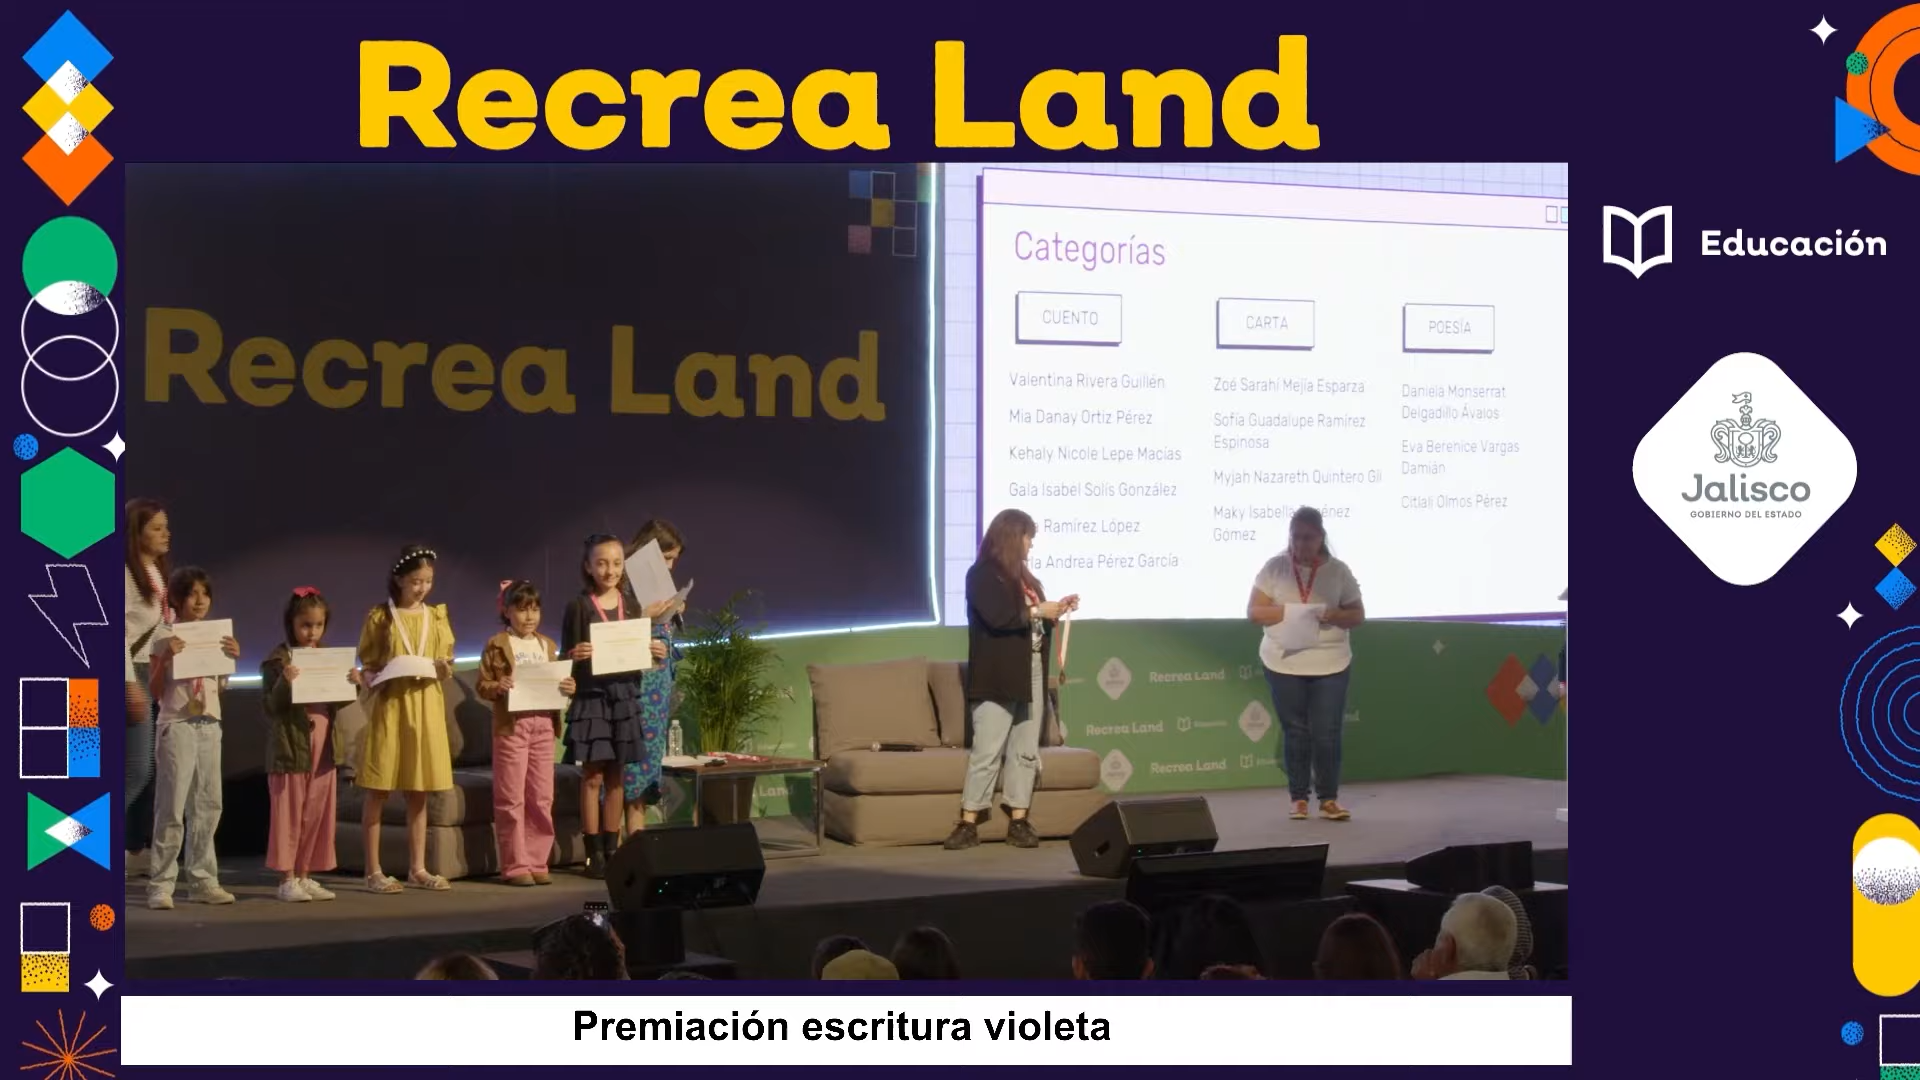 Recrea Land
Educación
Jalisco
GOBIERNO DEL ESTADO
Recrea Land
Categorías
CUENTO
Valentina Rivera Guillén
Mia Danay Ortiz Pérez
Kehaly Nicole Lepe Macías
Gala Isabel Solís González
Ramírez López
Andrea Pérez García
CARTA
Zoé Sarahí Mejía Esparza
Sofía Guadalupe Ramírez
Espinosa
Myjah Nazareth Quintero Gil
Maky Isabella
Gómez
POESÍA
Daniela Monserrat
Delgadillo Ávalos
Eva Berenice Vargas
Damián
Citlali Olmos Pérez
Recrea Land
Recrea Land
Recrea Land
Land
Premiación escritura violeta